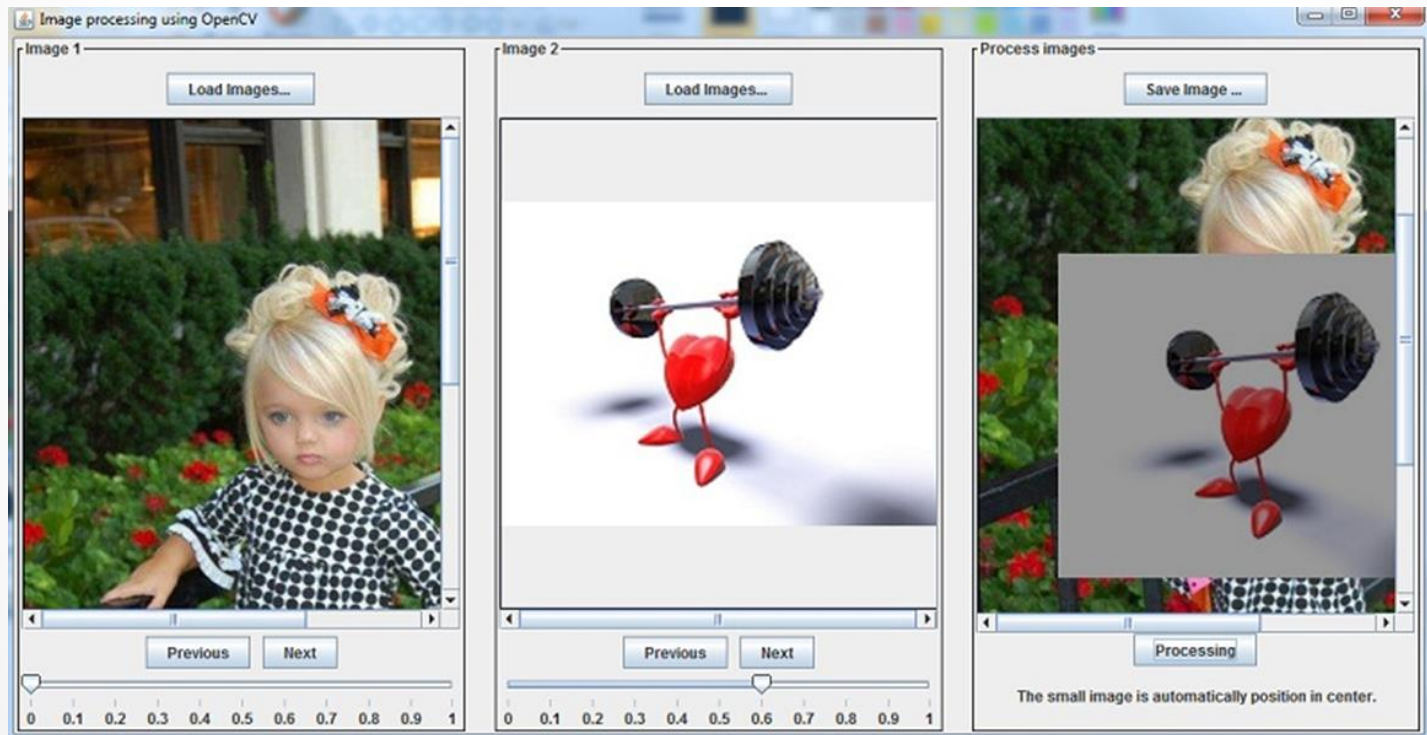 Image processing using OpenCV
Image 1
Load Images...
Previous Next
0 0.1 0.2 0.3 0.4 0.5 0.6 0.7 0.8 0.9 1
Image 2
Load Images...
Previous Next
0 0.1 0.2 0.3 0.4 0.5 0.6 0.7 0.8 0.9 1
Process images
Save Image ...
Processing
The small image is automatically position in center.